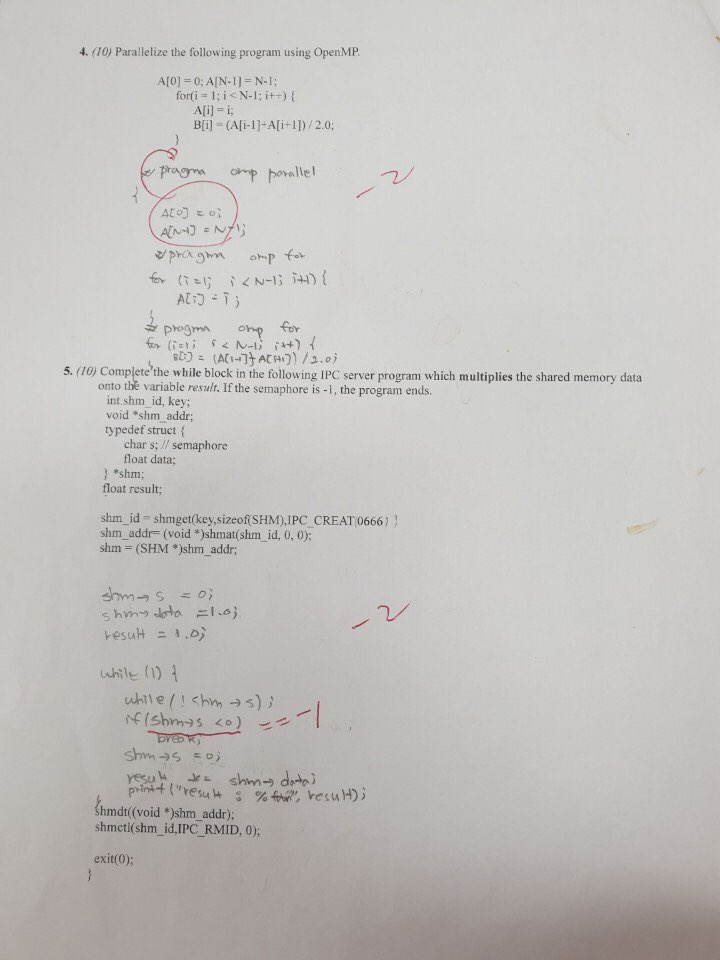 4. (10) Parallelize the following program using OpenMP.
A[0] = 0; A[N-1] = N-1;
for(i = 1; i < N-1; i++) {
A[i] = i;
B[i] = (A[i-1]+A[i+1]) / 2.0;
}
# pragma omp parallel
-2
{
A[0] = 0;
A[N-1] = N-1;
# pragma omp for
for (i=1; i < N-1; i++) {
A[i] = i;
}
# pragma omp for
for (i=1; i < N-1; i++) {
B[i] = (A[i-1]+A[i+1]) / 2.0;
}
5. (10) Complete the while block in the following IPC server program which multiplies the shared memory data
onto the variable result. If the semaphore is -1, the program ends.
int shm_id, key;
void *shm_addr;
typedef struct {
char s; // semaphore
float data;
} *shm;
float result;
shm_id = shmget(key,sizeof(SHM),IPC_CREAT|0666)
shm_addr= (void *)shmat(shm_id, 0, 0);
shm = (SHM *)shm_addr;
shm→s = 0;
shm→data = 1.0;
-2
result = 1.0;
while (1) {
while (! shm→s);
if (shm→s <0) == -1
break;
shm→s = 0;
result *= shm→data;
printf ("result : % result);
}
shmdt((void *)shm_addr);
shmctl(shm_id,IPC_RMID, 0);
exit(0);
}